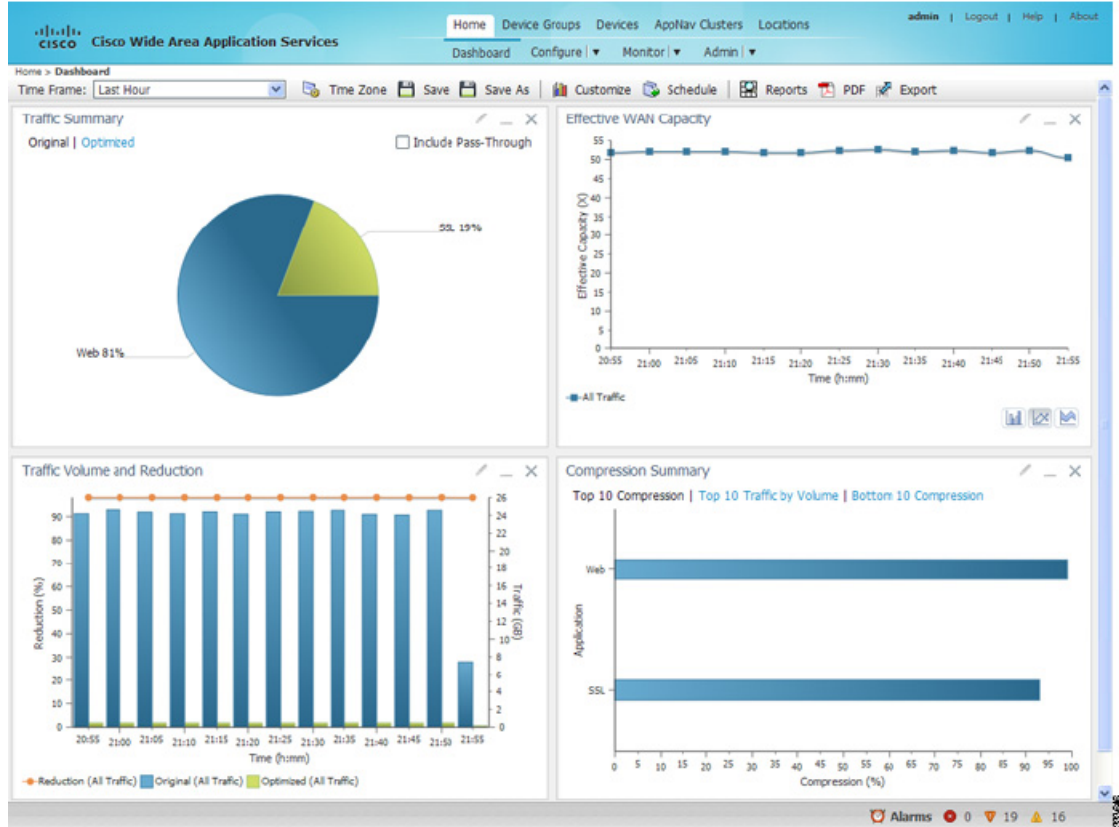 admin | Logout | Help | About
Home Device Groups Devices AppNav Clusters Locations
cisco Cisco Wide Area Application Services
Dashboard Configure | ▾ Monitor | ▾ Admin | ▾
Home > Dashboard
Time Frame: Last Hour Time Zone Save Save As | Customize Schedule | Reports PDF Export
Traffic Summary
Original | Optimized Include Pass-Through
SSL 19%
Web 81%
Effective WAN Capacity
55
50
45
40
35
30
25
20
15
10
5
0
Effective Capacity (X)
20:55 21:00 21:05 21:10 21:15 21:20 21:25 21:30 21:35 21:40 21:45 21:50 21:55
Time (h:mm)
All Traffic
Traffic Volume and Reduction
90
80
70
60
50
40
30
20
10
0
Reduction (%)
26
24
22
20
18
16
14
12
10
8
6
4
2
0
Traffic (GB)
20:55 21:00 21:05 21:10 21:15 21:20 21:25 21:30 21:35 21:40 21:45 21:50 21:55
Time (h:mm)
Reduction (All Traffic) Original (All Traffic) Optimized (All Traffic)
Compression Summary
Top 10 Compression | Top 10 Traffic by Volume | Bottom 10 Compression
Web
Application
SSL
0 5 10 15 20 25 30 35 40 45 50 55 60 65 70 75 80 85 90 95 100
Compression (%)
Alarms 0 19 16